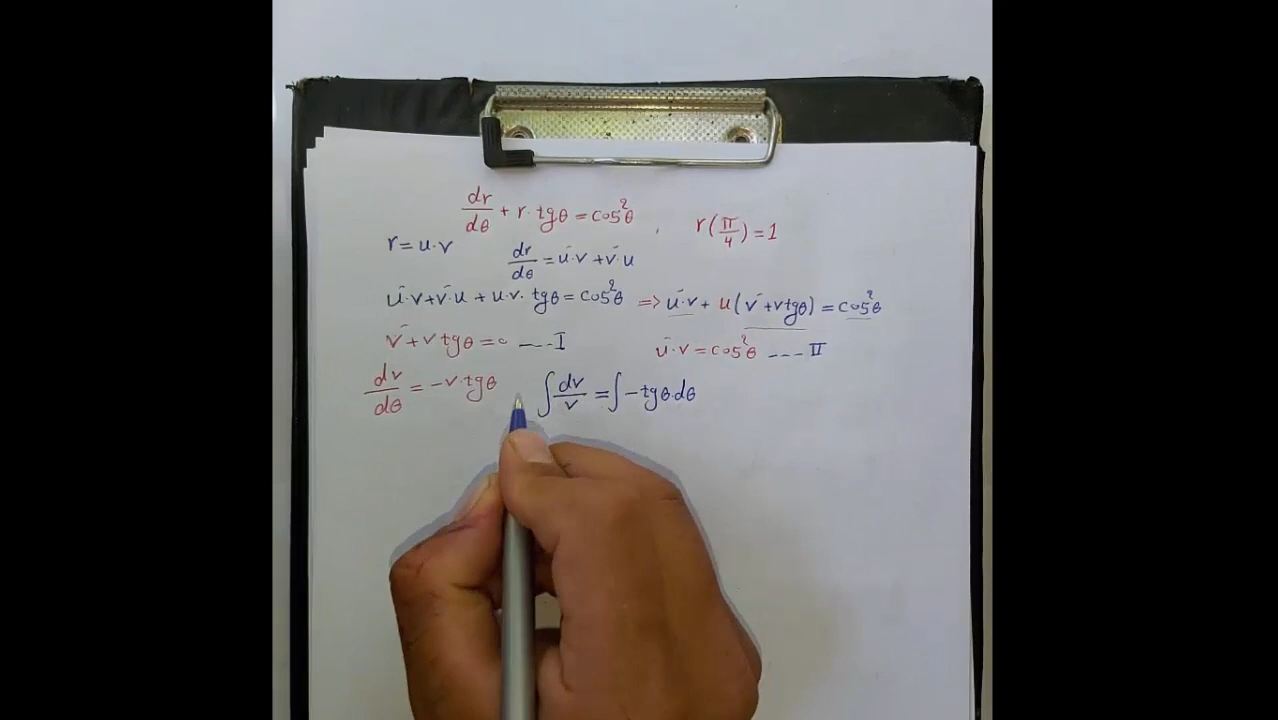 dr/dθ + r·tgθ = cos²θ , r(π/4) = 1
r = u·v dr/dθ = u⁻·v + v⁻·u
u⁻·v + v⁻·u + u·v· tgθ = cos²θ => u⁻·v + u(v⁻ + vtgθ) = cos²θ
v⁻ + v tgθ = 0 ---- I u⁻·v = cos²θ --- II
dv/dθ = -v·tgθ ∫dv/v = ∫-tgθ·dθ